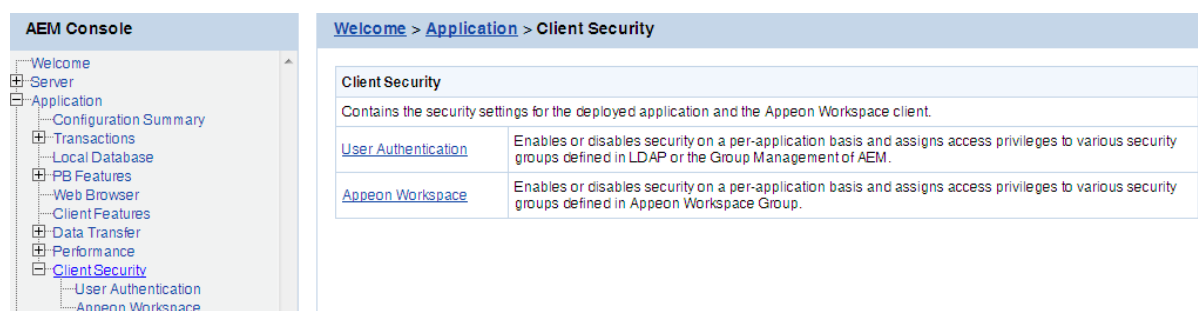 AEM Console
Welcome
Server
Application
Configuration Summary
Transactions
Local Database
PB Features
Web Browser
Client Features
Data Transfer
Performance
Client Security
User Authentication
Appeon Workspace
Welcome > Application > Client Security
Client Security
Contains the security settings for the deployed application and the Appeon Workspace client.
User Authentication
Enables or disables security on a per-application basis and assigns access privileges to various security
groups defined in LDAP or the Group Management of AEM.
Appeon Workspace
Enables or disables security on a per-application basis and assigns access privileges to various security
groups defined in Appeon Workspace Group.